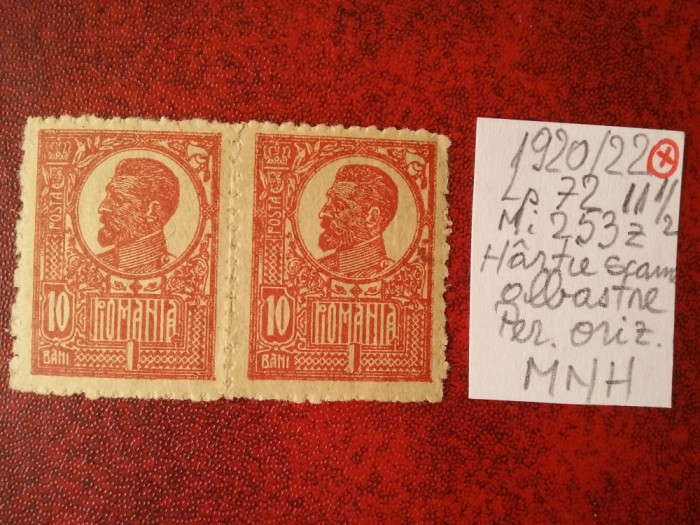 POSTA
10
ROMANIA
BANI
POSTA
10
ROMANIA
BANI
1920/22
Lp 72 11 1/2
Mi 253 z
Hârtie scam
albastre
Per. oriz.
MNH